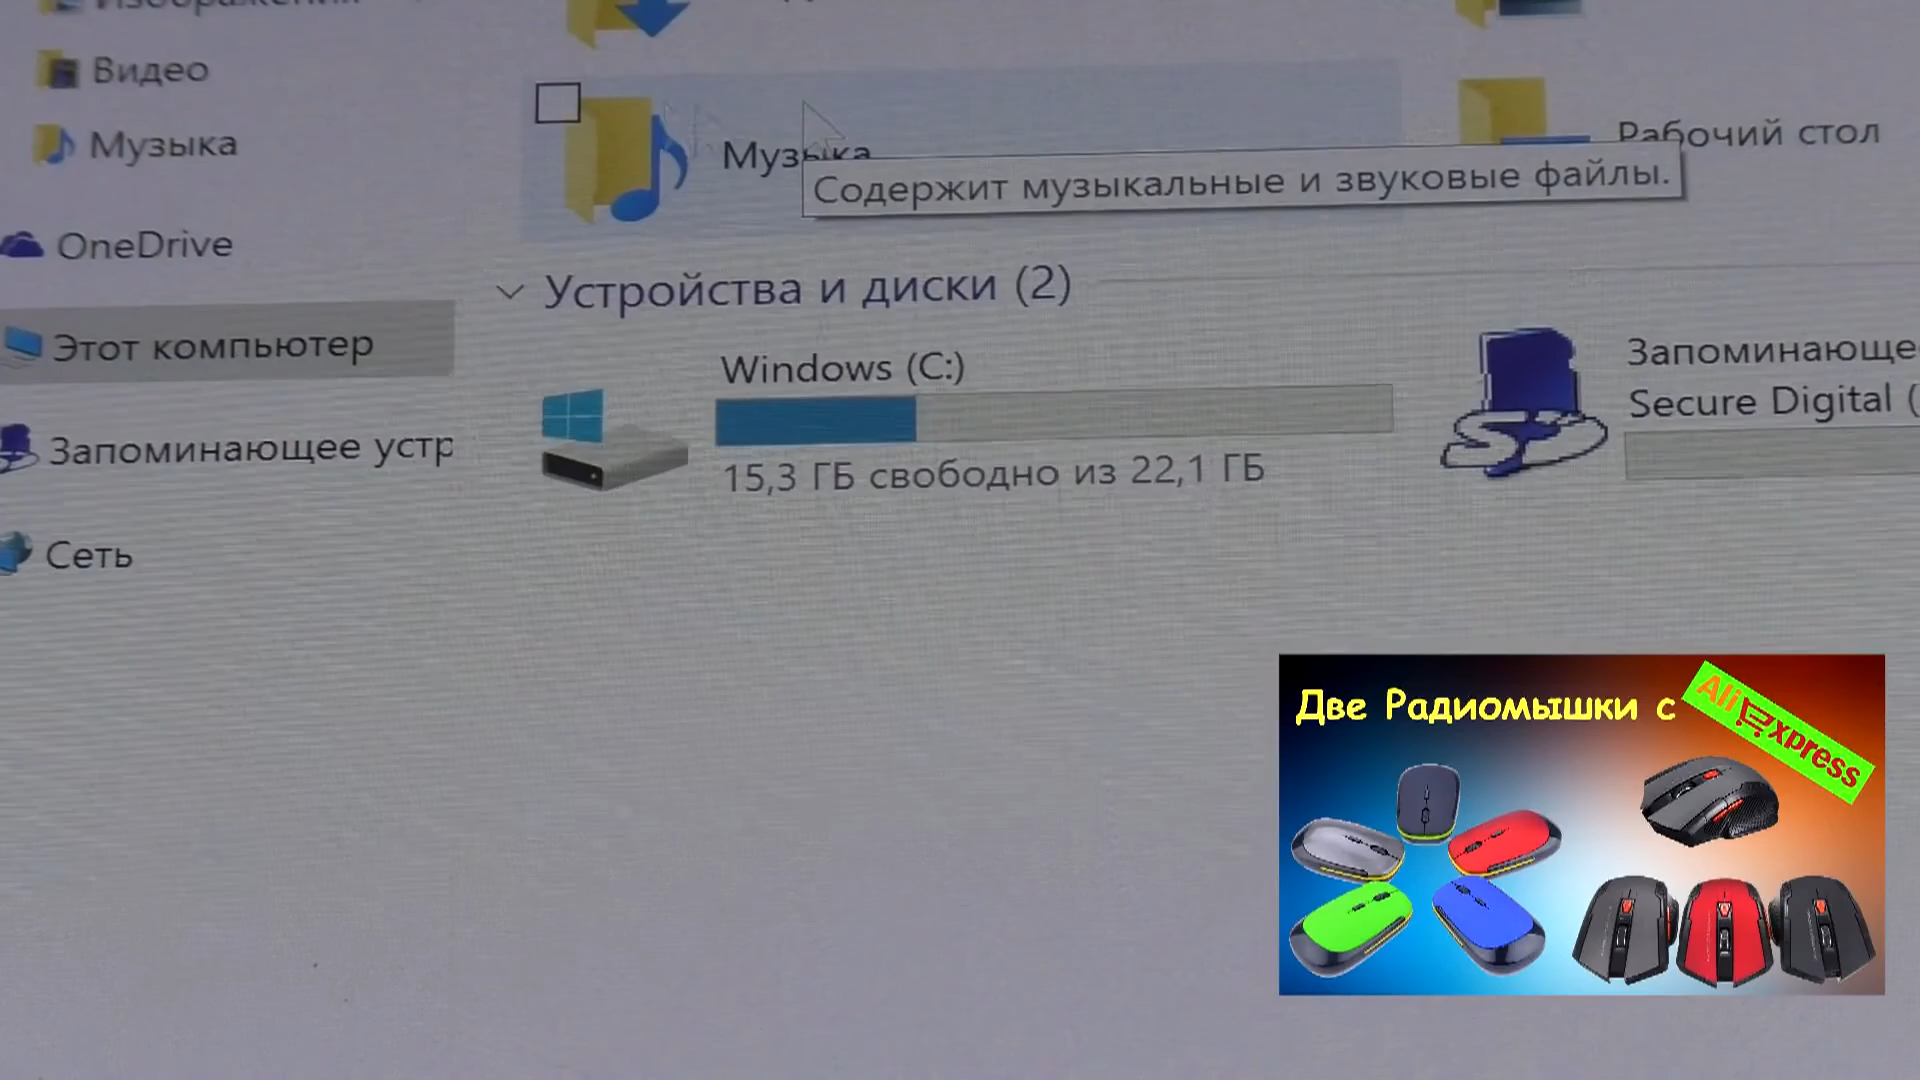 Видео
Музыка
OneDrive
Этот компьютер
Запоминающее устр
Сеть
Музыка
Рабочий стол
Содержит музыкальные и звуковые файлы.
Устройства и диски (2)
Windows (C:)
15,3 ГБ свободно из 22,1 ГБ
Запоминающее
Secure Digital (
Две Радиомышки с
AliExpress